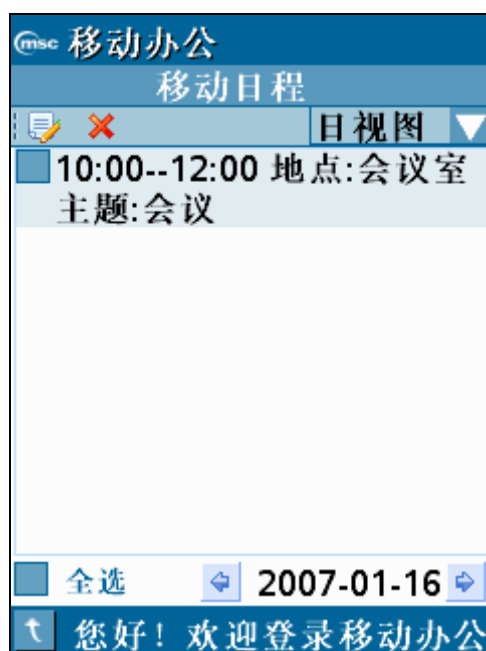 msc 移动办公
移动日程
日视图
10:00--12:00 地点:会议室
主题:会议
全选 2007-01-16
您好! 欢迎登录移动办公